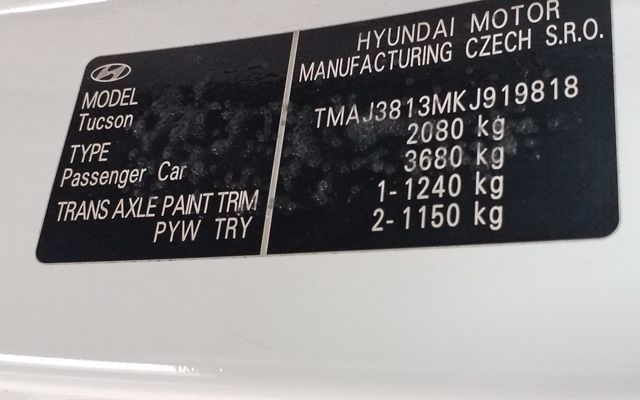 MODEL
Tucson
TYPE
Passenger Car
TRANS AXLE PAINT TRIM
PYW TRY
HYUNDAI MOTOR
MANUFACTURING CZECH S.R.O.
TMAJ3813MKJ919818
2080 kg
3680 kg
1-1240 kg
2-1150 kg